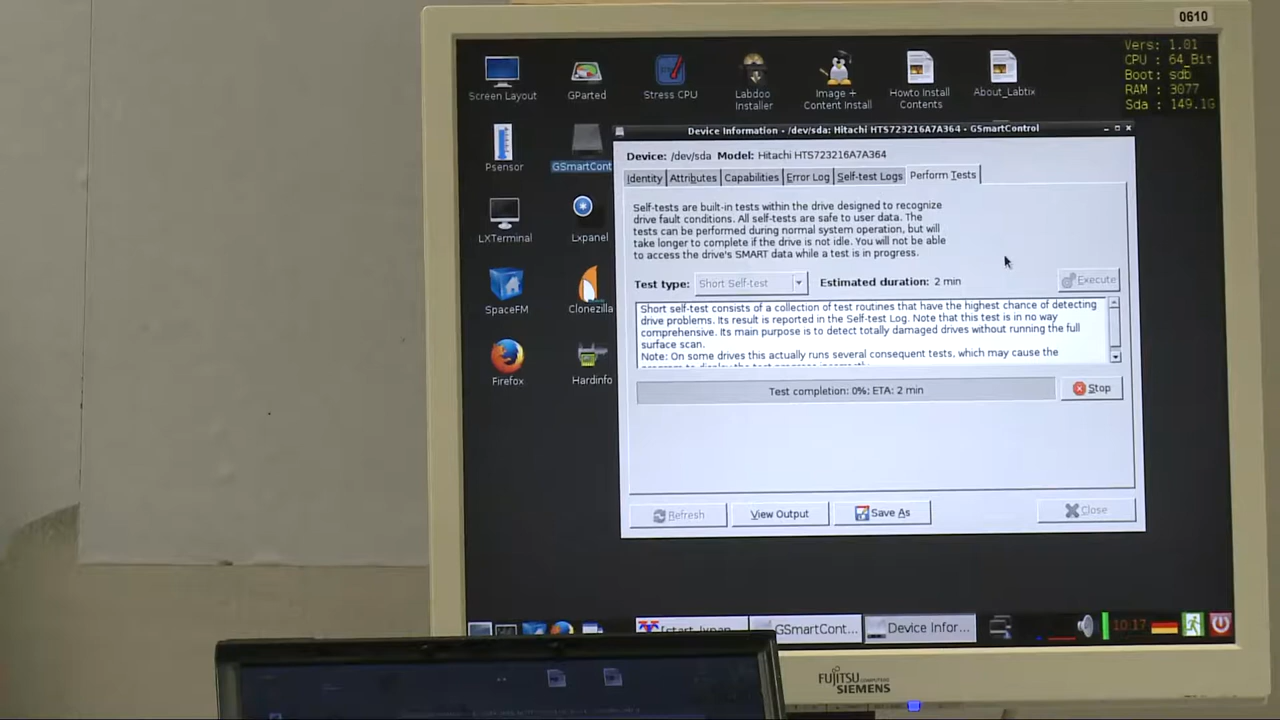 0610
Vers: 1.01
CPU : 64_Bit
Boot: sdb
RAM : 3077
Sda : 149.1G
Screen Layout
GParted
Stress CPU
Labdoo
Installer
Image +
Content Install
Howto Install
Contents
About_Labtix
Psensor
GSmartCont
LXTerminal
Lxpanel
SpaceFM
Clonezilla
Firefox
Hardinfo
Device Information - /dev/sda: Hitachi HTS723216A7A364 - GSmartControl
Device: /dev/sda Model: Hitachi HTS723216A7A364
Identity Attributes Capabilities Error Log Self-test Logs Perform Tests
Self-tests are built-in tests within the drive designed to recognize
drive fault conditions. All self-tests are safe to user data. The
tests can be performed during normal system operation, but will
take longer to complete if the drive is not idle. You will not be able
to access the drive's SMART data while a test is in progress.
Test type: Short Self-test Estimated duration: 2 min Execute
Short self-test consists of a collection of test routines that have the highest chance of detecting
drive problems. Its result is reported in the Self-test Log. Note that this test is in no way
comprehensive. Its main purpose is to detect totally damaged drives without running the full
surface scan.
Note: On some drives this actually runs several consequent tests, which may cause the
Test completion: 0%; ETA: 2 min Stop
Refresh View Output Save As Close
GSmartCont... Device Infor... 10:17
FUJITSU COMPUTERS
SIEMENS